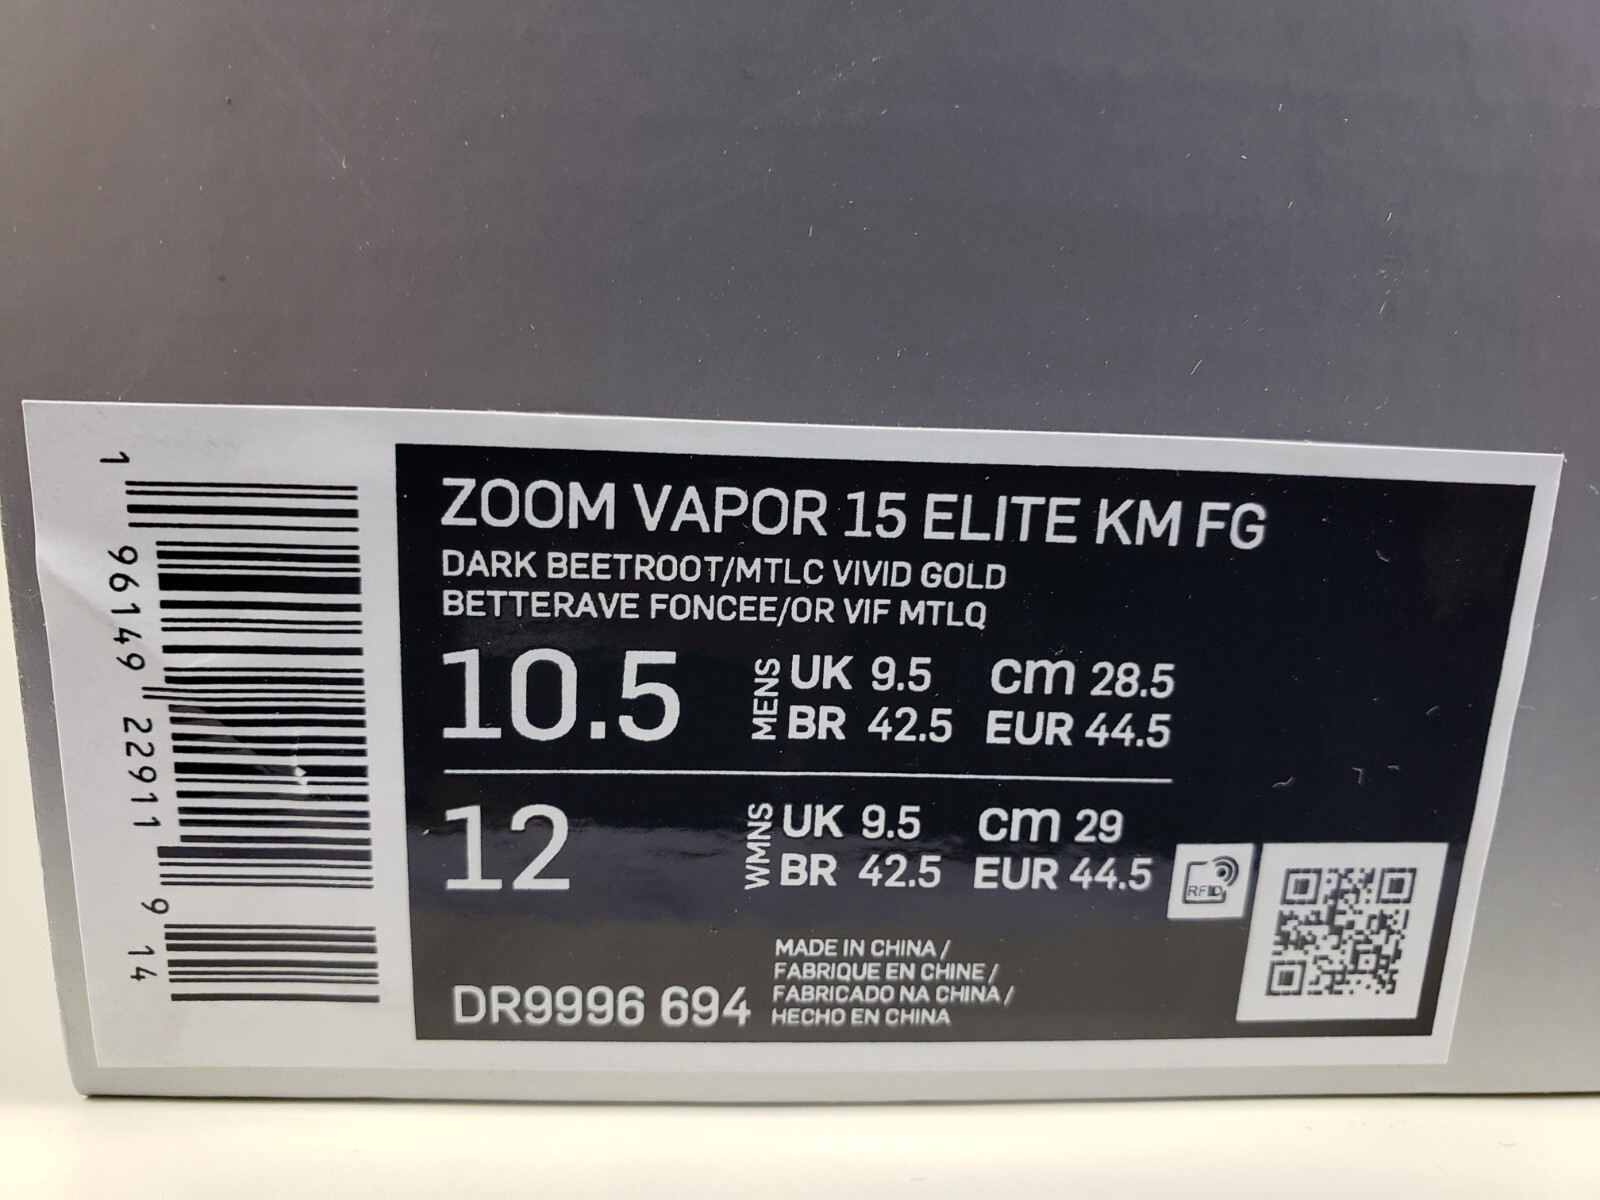 1 96149 22911 9 14
ZOOM VAPOR 15 ELITE KM FG
DARK BEETROOT/MTLC VIVID GOLD
BETTERAVE FONCEE/OR VIF MTLQ
10.5 MENS UK 9.5 cm 28.5
BR 42.5 EUR 44.5
12 WMNS UK 9.5 cm 29
BR 42.5 EUR 44.5
RFID
MADE IN CHINA /
FABRIQUE EN CHINE /
FABRICADO NA CHINA /
HECHO EN CHINA
DR9996 694